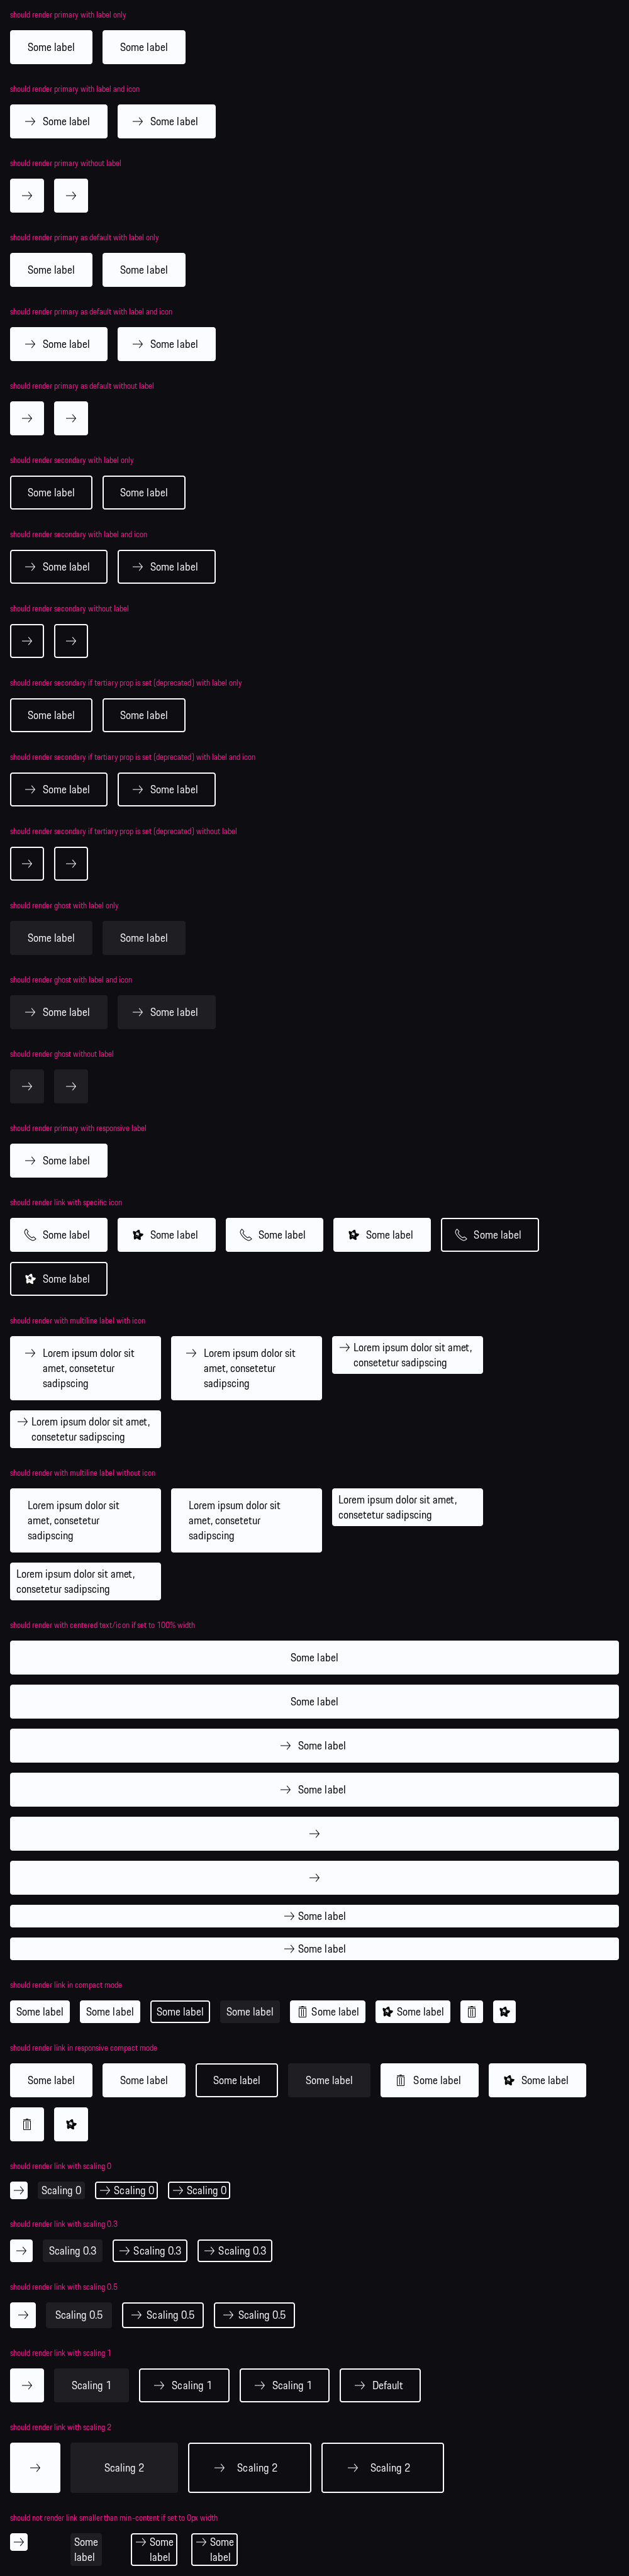 should render primary with label only
Some label Some label
should render primary with label and icon
Some label Some label
should render primary without label
should render primary as default with label only
Some label Some label
should render primary as default with label and icon
Some label Some label
should render primary as default without label
should render secondary with label only
Some label Some label
should render secondary with label and icon
Some label Some label
should render secondary without label
should render secondary if tertiary prop is set (deprecated) with label only
Some label Some label
should render secondary if tertiary prop is set (deprecated) with label and icon
Some label Some label
should render secondary if tertiary prop is set (deprecated) without label
should render ghost with label only
Some label Some label
should render ghost with label and icon
Some label Some label
should render ghost without label
should render primary with responsive label
Some label
should render link with specific icon
Some label Some label Some label Some label Some label
Some label
should render with multiline label with icon
Lorem ipsum dolor sit
amet, consetetur
sadipscing
Lorem ipsum dolor sit
amet, consetetur
sadipscing
Lorem ipsum dolor sit amet,
consetetur sadipscing
Lorem ipsum dolor sit amet,
consetetur sadipscing
should render with multiline label without icon
Lorem ipsum dolor sit
amet, consetetur
sadipscing
Lorem ipsum dolor sit
amet, consetetur
sadipscing
Lorem ipsum dolor sit amet,
consetetur sadipscing
Lorem ipsum dolor sit amet,
consetetur sadipscing
should render with centered text/icon if set to 100% width
Some label
Some label
Some label
Some label
Some label
Some label
should render link in compact mode
Some label Some label Some label Some label Some label Some label
should render link in responsive compact mode
Some label Some label Some label Some label Some label Some label
should render link with scaling 0
Scaling 0 Scaling 0 Scaling 0
should render link with scaling 0.3
Scaling 0.3 Scaling 0.3 Scaling 0.3
should render link with scaling 0.5
Scaling 0.5 Scaling 0.5 Scaling 0.5
should render link with scaling 1
Scaling 1 Scaling 1 Scaling 1 Default
should render link with scaling 2
Scaling 2 Scaling 2 Scaling 2
should not render link smaller than min-content if set to 0px width
Some
label
Some
label
Some
label